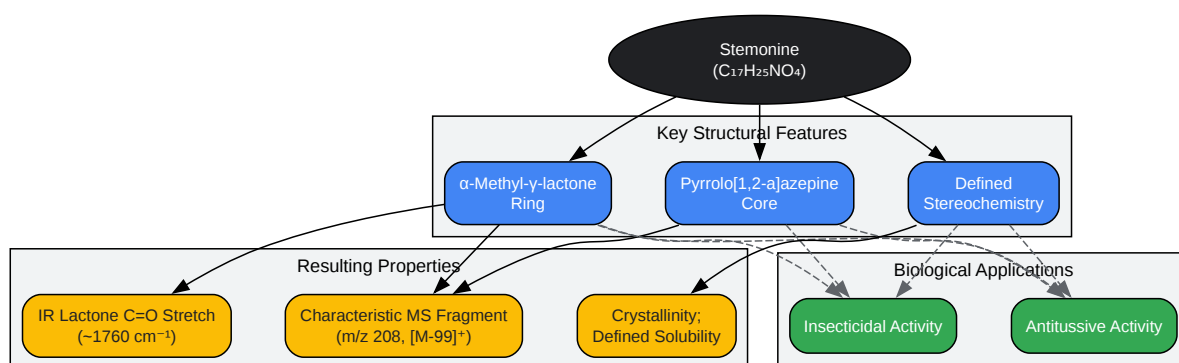 Stemonine
(C₁₇H₂₅NO₄)
Key Structural Features
α-Methyl-γ-lactone
Ring
Pyrrolo[1,2-a]azepine
Core
Defined
Stereochemistry
Resulting Properties
Biological Applications
IR Lactone C=O Stretch
(~1760 cm⁻¹)
Characteristic MS Fragment
(m/z 208, [M-99]⁺)
Crystallinity;
Defined Solubility
Insecticidal Activity
Antitussive Activity